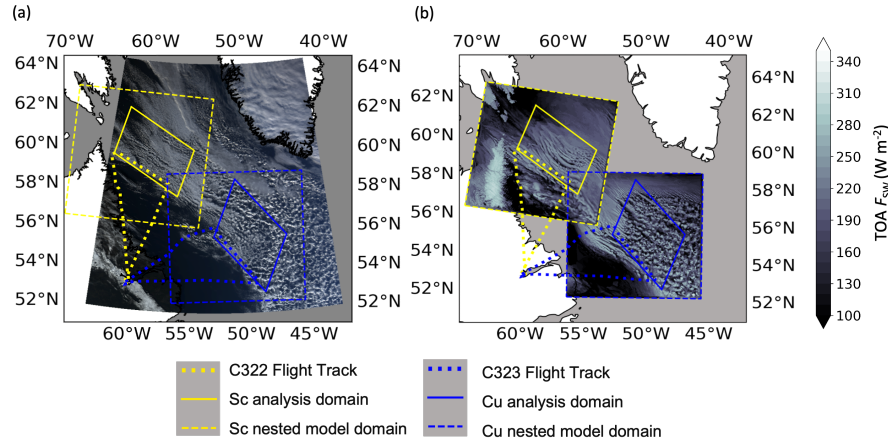 (a)
(b)
70°W 60°W 50°W 40°W
70°W 60°W 50°W 40°W
64°N 64°N 64°N
62°N 62°N 62°N 62°N
60°N 60°N 60°N 60°N
58°N 58°N 58°N 58°N
56°N 56°N 56°N 56°N
54°N 54°N 54°N 54°N
52°N 52°N 52°N 52°N
60°W 55°W 50°W 45°W
60°W 55°W 50°W 45°W
340
310
280
250
220
190
160
130
100
TOA FSW (W m-2)
C322 Flight Track
Sc analysis domain
Sc nested model domain
C323 Flight Track
Cu analysis domain
Cu nested model domain